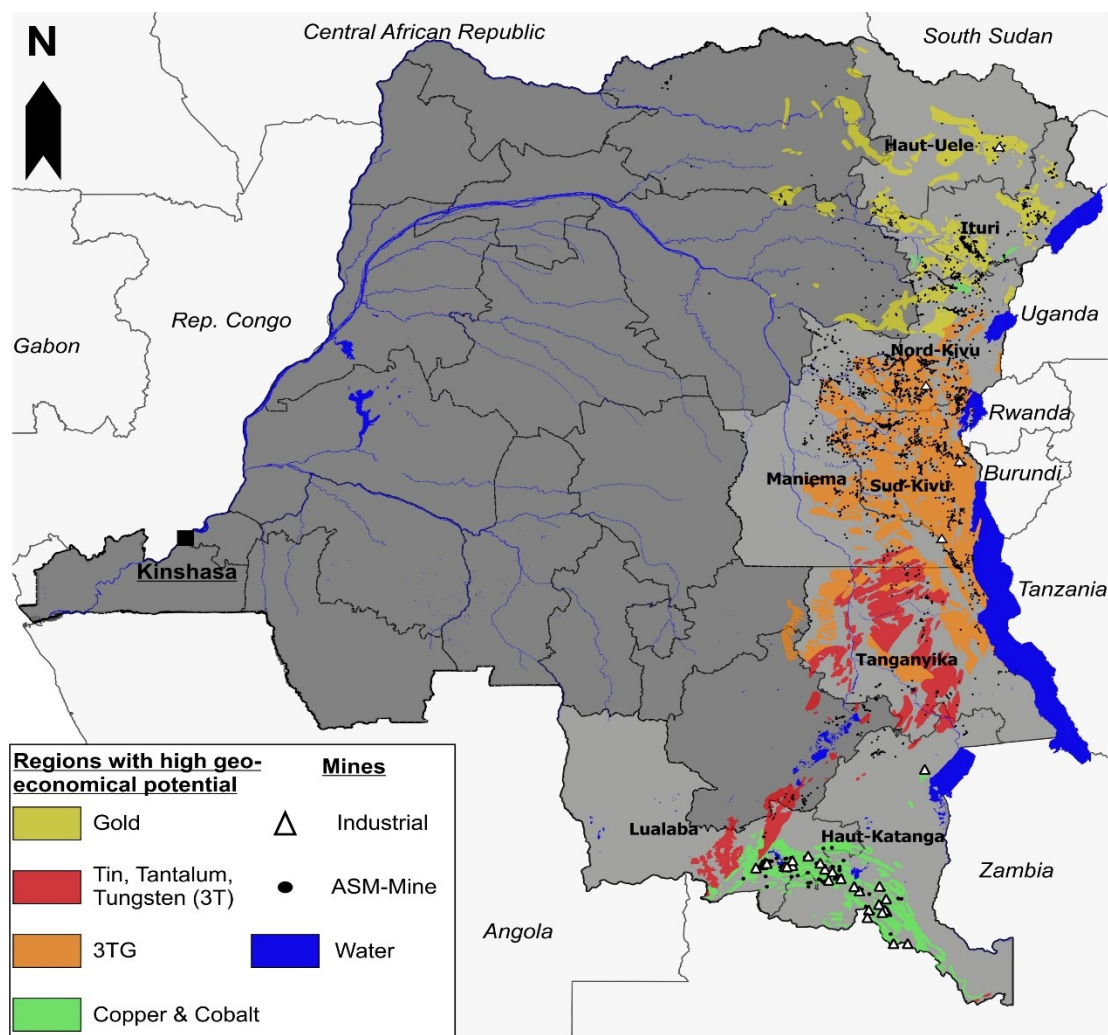 N
Central African Republic
South Sudan
Haut-Uele
Ituri
Uganda
Rep. Congo
Gabon
Nord-Kivu
Rwanda
Burundi
Maniema
Sud-Kivu
Kinshasa
Tanzania
Tanganyika
Lualaba
Haut-Katanga
Zambia
Angola
Regions with high geo-
economical potential
Mines
Gold
Industrial
Tin, Tantalum,
Tungsten (3T)
ASM-Mine
3TG
Water
Copper & Cobalt